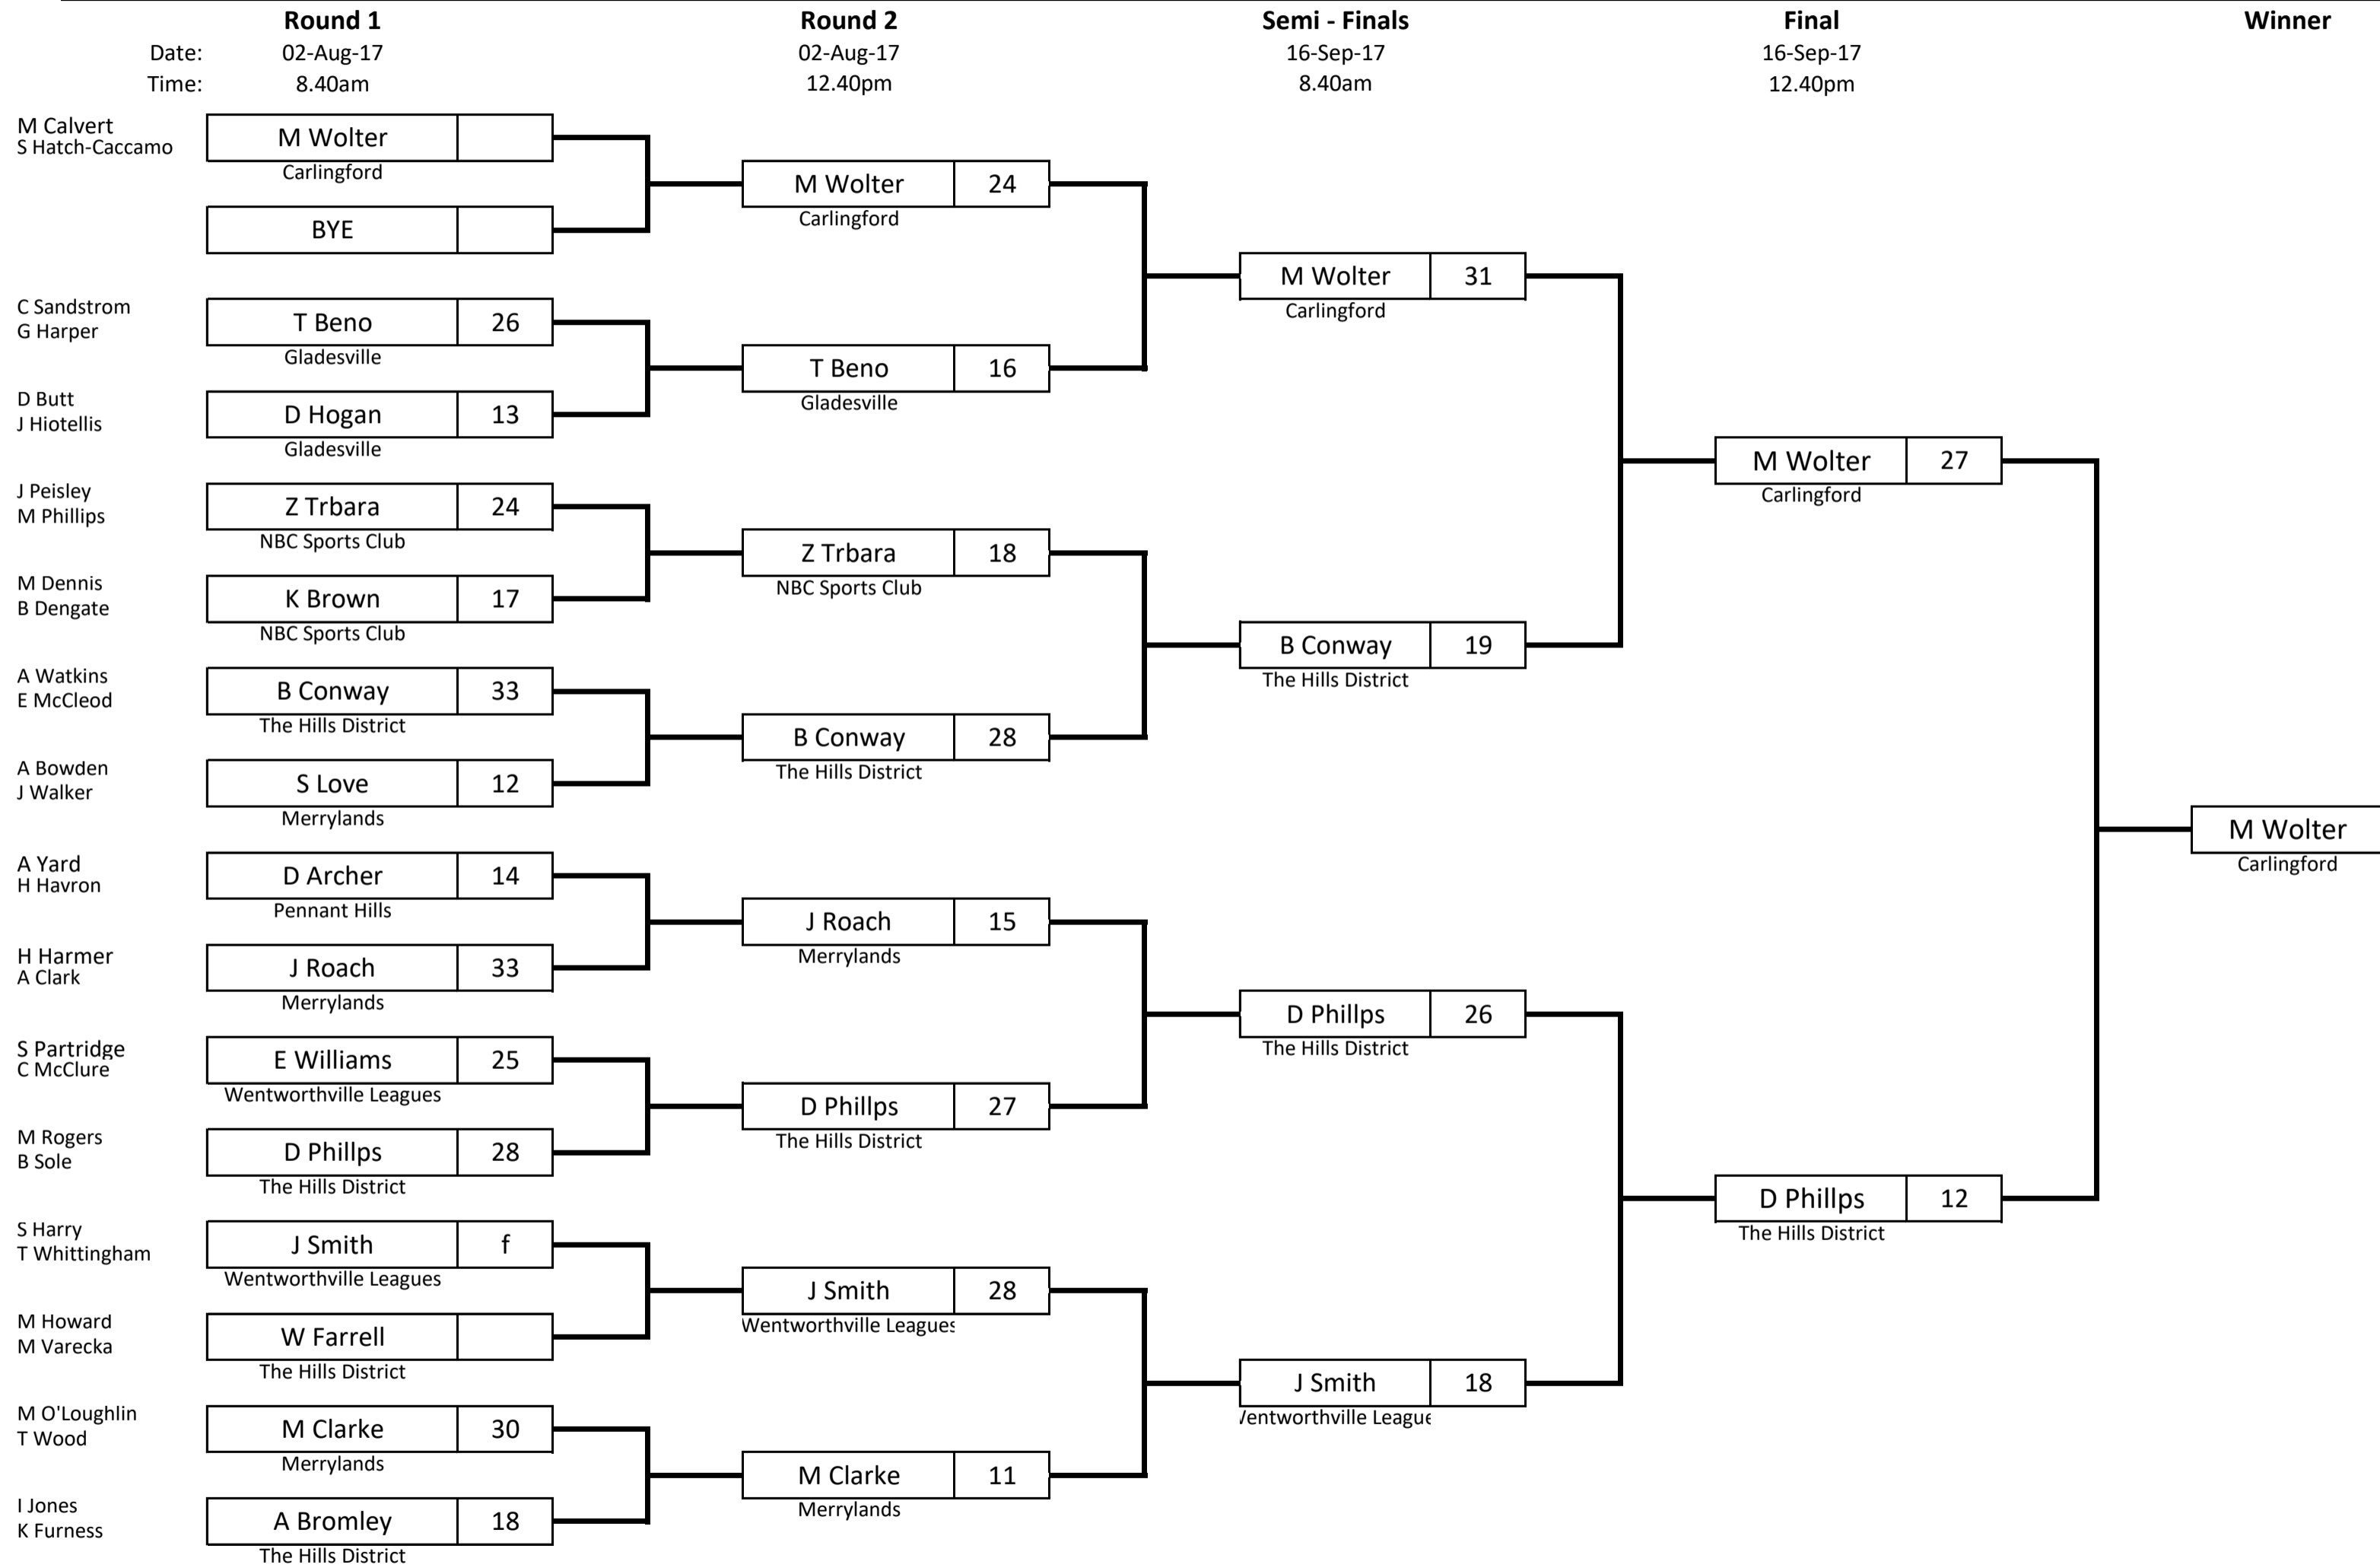 Round 1 Round 2 Semi - Finals Final Winner
Date: 02-Aug-17 02-Aug-17 16-Sep-17 16-Sep-17
Time: 8.40am 12.40pm 8.40am 12.40pm
M Calvert
S Hatch-Caccamo
M Wolter
Carlingford
BYE
C Sandstrom
G Harper
T Beno 26
Gladesville
D Butt
J Hiotellis
D Hogan 13
Gladesville
J Peisley
M Phillips
Z Trbara 24
NBC Sports Club
M Dennis
B Dengate
K Brown 17
NBC Sports Club
A Watkins
E McCleod
B Conway 33
The Hills District
A Bowden
J Walker
S Love 12
Merrylands
A Yard
H Havron
D Archer 14
Pennant Hills
H Harmer
A Clark
J Roach 33
Merrylands
S Partridge
C McClure
E Williams 25
Wentworthville Leagues
M Rogers
B Sole
D Phillps 28
The Hills District
S Harry
T Whittingham
J Smith f
Wentworthville Leagues
M Howard
M Varecka
W Farrell
The Hills District
M O'Loughlin
T Wood
M Clarke 30
Merrylands
I Jones
K Furness
A Bromley 18
The Hills District
M Wolter 24
Carlingford
T Beno 16
Gladesville
Z Trbara 18
NBC Sports Club
B Conway 28
The Hills District
J Roach 15
Merrylands
D Phillps 27
The Hills District
J Smith 28
Wentworthville Leagues
M Clarke 11
Merrylands
M Wolter 31
Carlingford
B Conway 19
The Hills District
D Phillps 26
The Hills District
J Smith 18
Wentworthville League
M Wolter 27
Carlingford
D Phillps 12
The Hills District
M Wolter
Carlingford